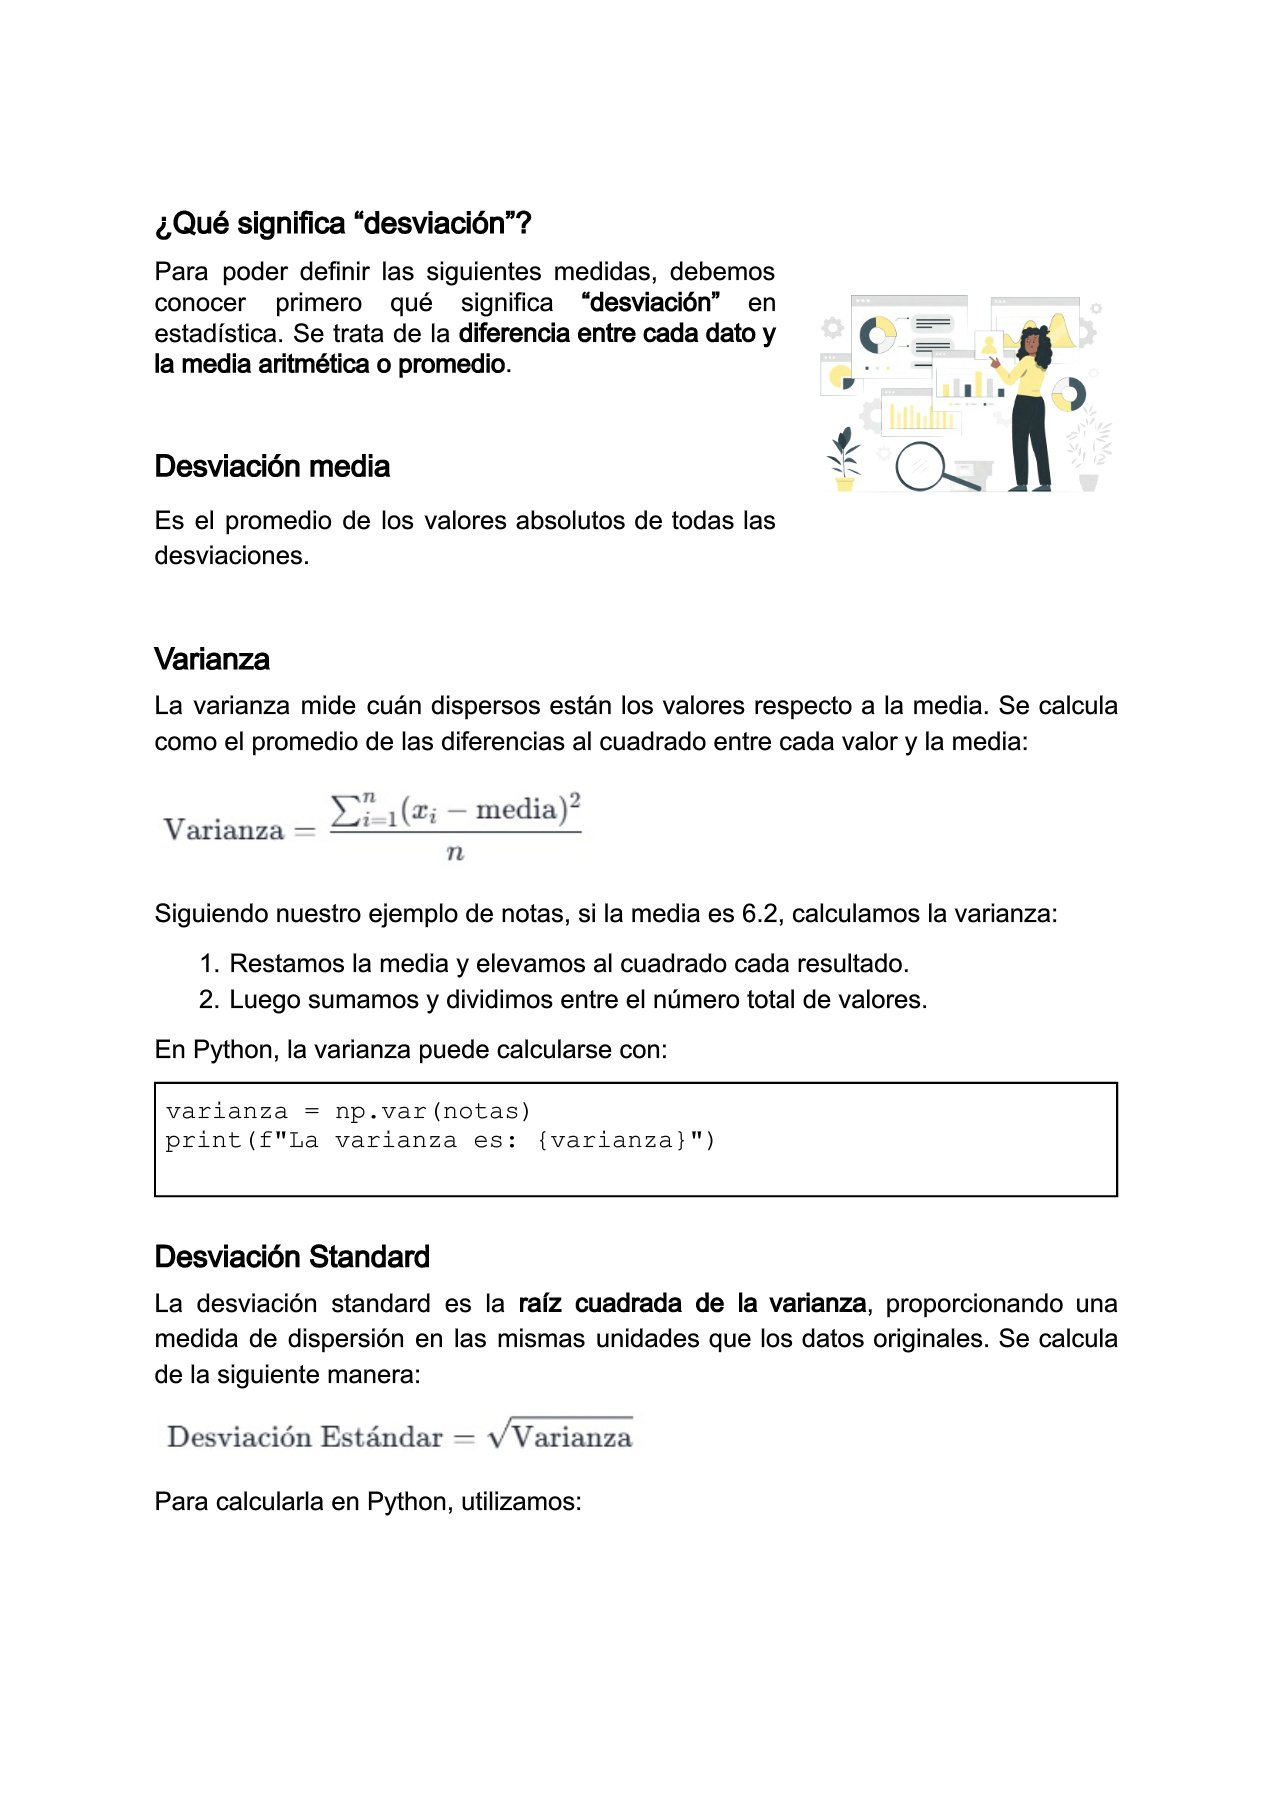 ¿Qué significa “desviación”?
Para poder definir las siguientes medidas, debemos
conocer primero qué significa “desviación” en
estadística. Se trata de la diferencia entre cada dato y
la media aritmética o promedio.
Desviación media
Es el promedio de los valores absolutos de todas las
desviaciones.
Varianza
La varianza mide cuán dispersos están los valores respecto a la media. Se calcula
como el promedio de las diferencias al cuadrado entre cada valor y la media:
Varianza = \frac{\sum_{i=1}^{n}(x_i − media)^2}{n}
Siguiendo nuestro ejemplo de notas, si la media es 6.2, calculamos la varianza:
1. Restamos la media y elevamos al cuadrado cada resultado.
2. Luego sumamos y dividimos entre el número total de valores.
En Python, la varianza puede calcularse con:
varianza = np.var(notas)
print(f"La varianza es: {varianza}")
Desviación Standard
La desviación standard es la raíz cuadrada de la varianza, proporcionando una
medida de dispersión en las mismas unidades que los datos originales. Se calcula
de la siguiente manera:
Desviación Estándar = √Varianza
Para calcularla en Python, utilizamos: